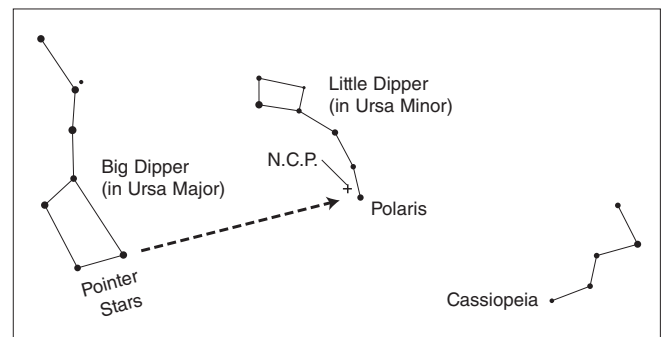 Little Dipper
(in Ursa Minor)
N.C.P.
Big Dipper
(in Ursa Major)
Polaris
Pointer
Stars
Cassiopeia